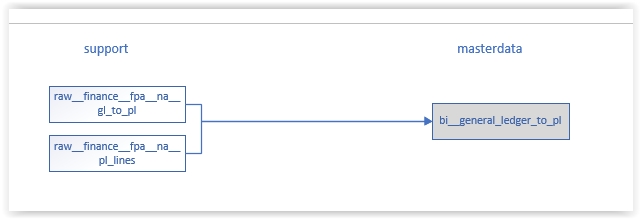 support
masterdata
raw__finance__fpa__na__
gl_to_pl
bi__general_ledger_to_pl
raw__finance__fpa__na__
pl_lines